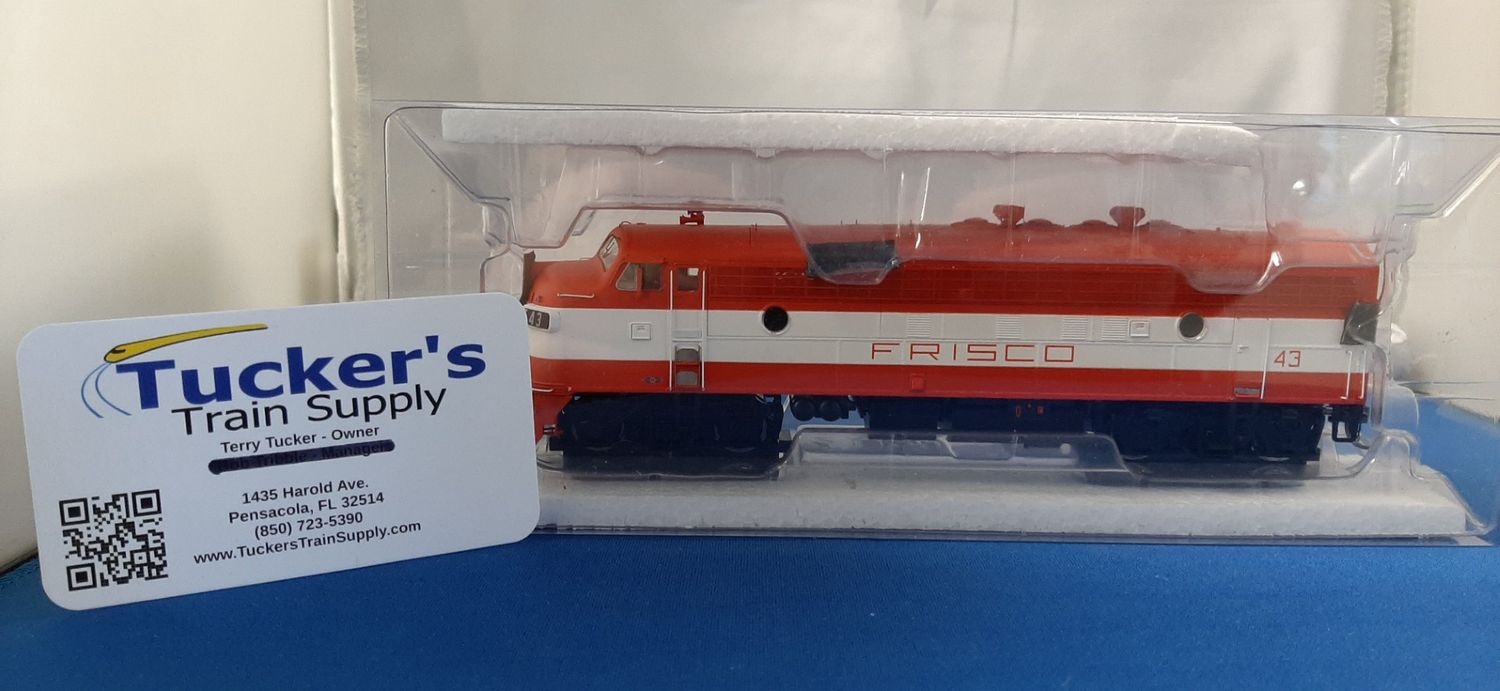 Tucker's
Train Supply
Terry Tucker - Owner
1435 Harold Ave.
Pensacola, FL 32514
(850) 723-5390
www.TuckersTrainSupply.com
43
FRISCO
43